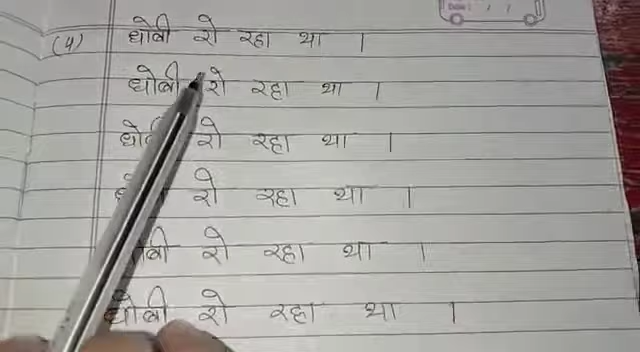 (4) धोबी रो रहा था ।
धोबी रो रहा था ।
धोबी रो रहा था ।
रो रहा था ।
रो रहा था ।
धोबी रो रहा था ।